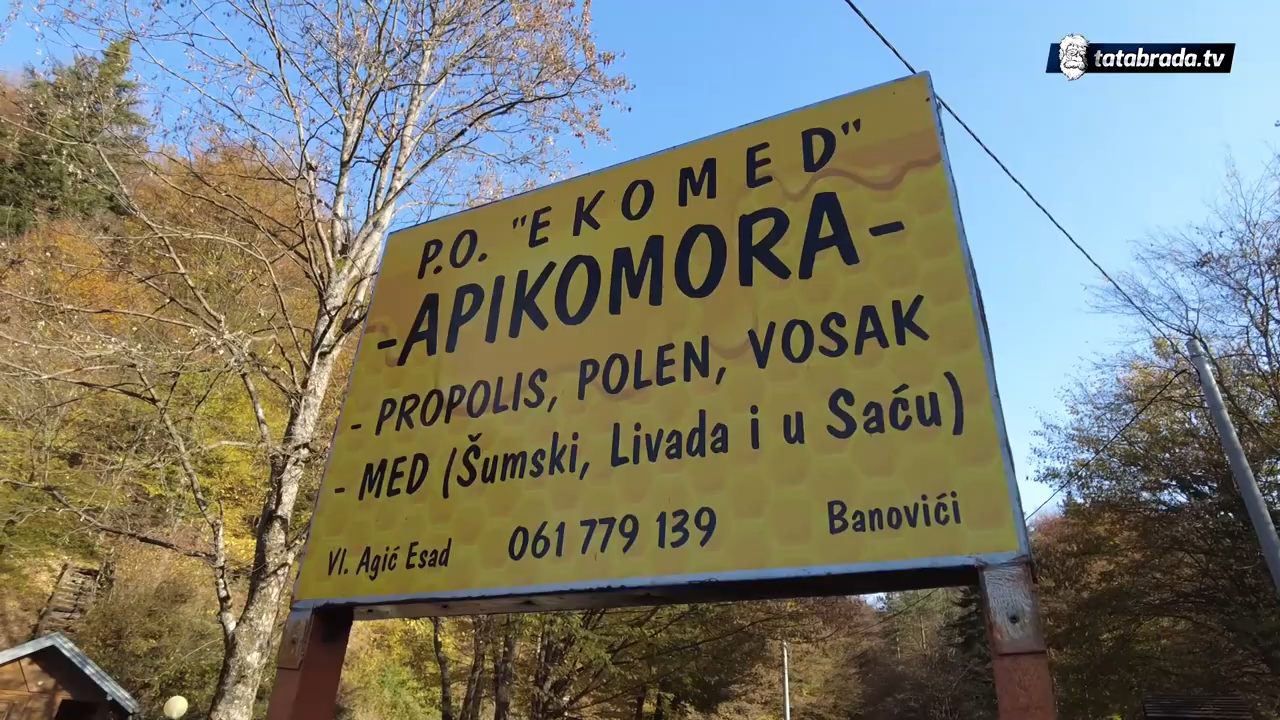 tatabrada.tv
P.O. "EKOMED"
-APIKOMORA-
- PROPOLIS, POLEN, VOSAK
- MED (Šumski, Livada i u Saću)
Vl. Agić Esad 061 779 139 Banovići